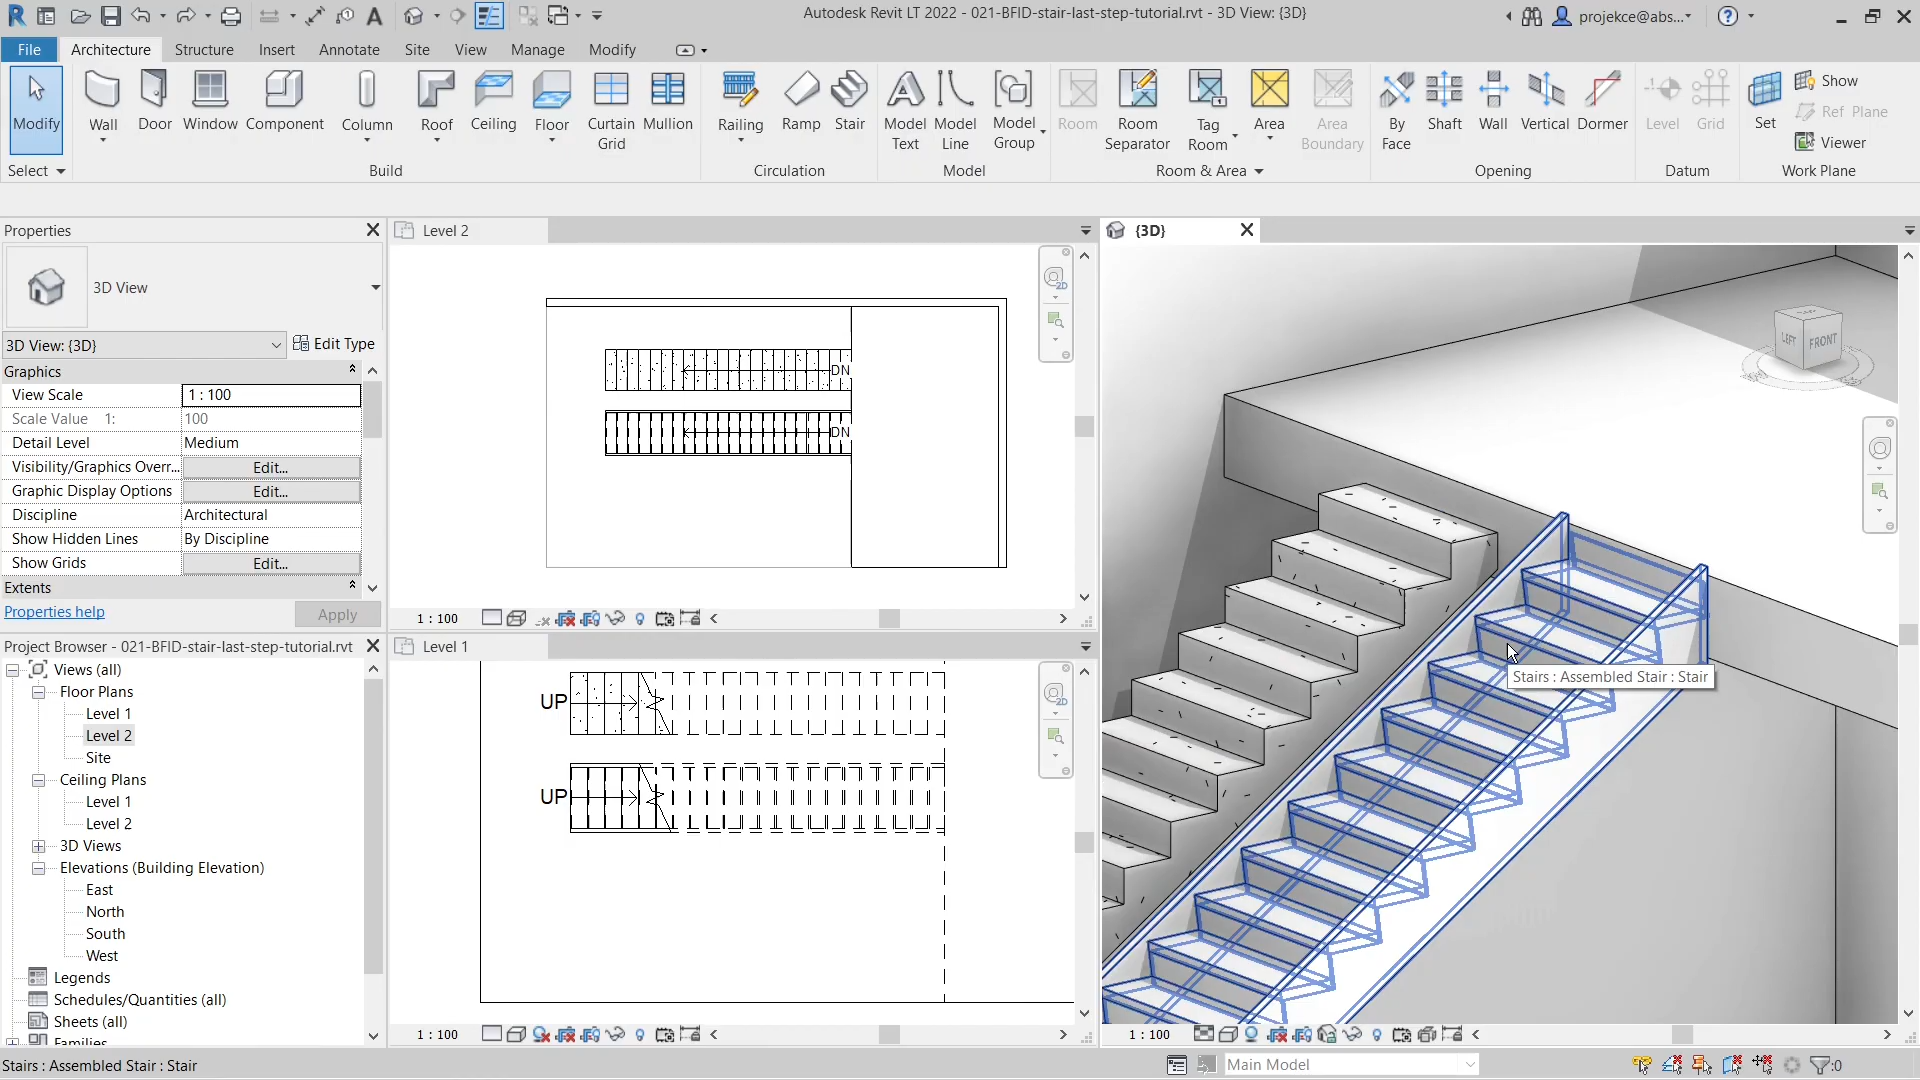 Autodesk Revit LT 2022 - 021-BFID-stair-last-step-tutorial.rvt - 3D View: {3D}
projekce@abs...
File Architecture Structure Insert Annotate Site View Manage Modify
Modify Wall Door Window Component Column Roof Ceiling Floor Curtain Grid Mullion Railing Ramp Stair Model Text Model Line Model Group Room Room Separator Tag Room Area Area Boundary By Face Shaft Wall Vertical Dormer Level Grid Set Show
Ref Plane
Viewer
Select Build Circulation Model Room & Area Opening Datum Work Plane
Properties
3D View
3D View: {3D} Edit Type
Graphics
View Scale 1 : 100
Scale Value 1: 100
Detail Level Medium
Visibility/Graphics Overr... Edit...
Graphic Display Options Edit...
Discipline Architectural
Show Hidden Lines By Discipline
Show Grids Edit...
Extents
Properties help Apply
Project Browser - 021-BFID-stair-last-step-tutorial.rvt
Views (all)
Floor Plans
Level 1
Level 2
Site
Ceiling Plans
Level 1
Level 2
3D Views
Elevations (Building Elevation)
East
North
South
West
Legends
Schedules/Quantities (all)
Sheets (all)
Families
Level 2
DN
DN
2D
1 : 100
Level 1
UP
UP
2D
1 : 100
{3D}
LEFT FRONT
Stairs : Assembled Stair : Stair
1 : 100
Stairs : Assembled Stair : Stair
Main Model
:0